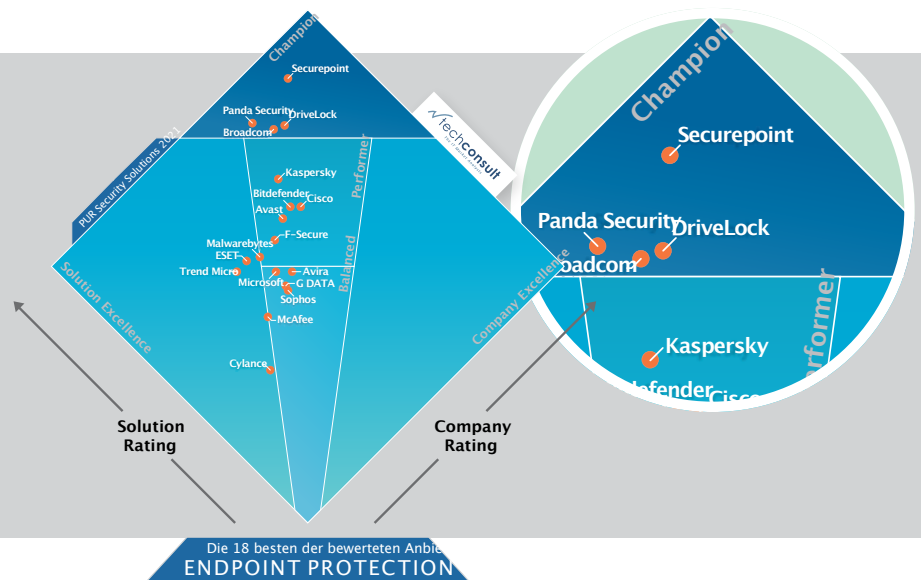 Champion
Securepoint
Panda Security
DriveLock
Broadcom
PUR Security Solutions 2021
techconsult
Performer
Kaspersky
Bitdefender
Cisco
Avast
F-Secure
Malwarebytes
ESET
Trend Micro
Balanced
Microsoft
Avira
G DATA
Sophos
McAfee
Cylance
Solution Excellence
Company Excellence
Solution
Rating
Company
Rating
Champion
Securepoint
Panda Security
DriveLock
oadcom
erformer
Kaspersky
defender
Cisco
Die 18 besten der bewerteten Anbie
ENDPOINT PROTECTION